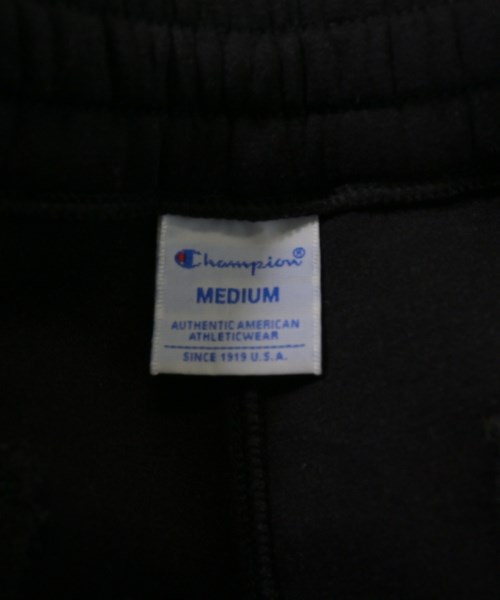 Champion®
MEDIUM
AUTHENTIC AMERICAN
ATHLETICWEAR
SINCE 1919 U.S.A.